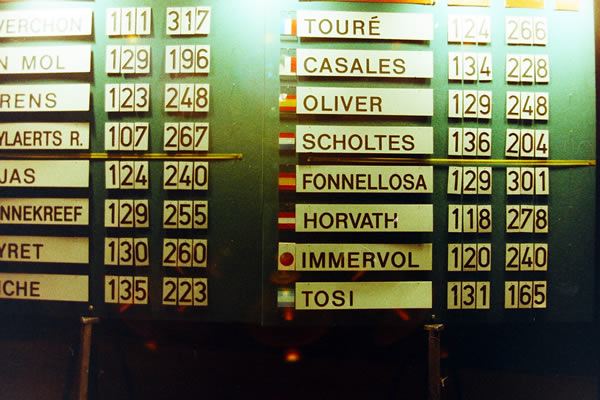 VERCHON 111 317
N MOL 129 196
RENS 123 248
YLAERTS R. 107 267
JAS 124 240
NNEKREEF 129 255
YRET 130 260
ICHE 135 223
TOURÉ 124 266
CASALES 134 228
OLIVER 129 248
SCHOLTES 136 204
FONNELLOSA 129 301
HORVATH 118 278
IMMERVOL 120 240
TOSI 131 165